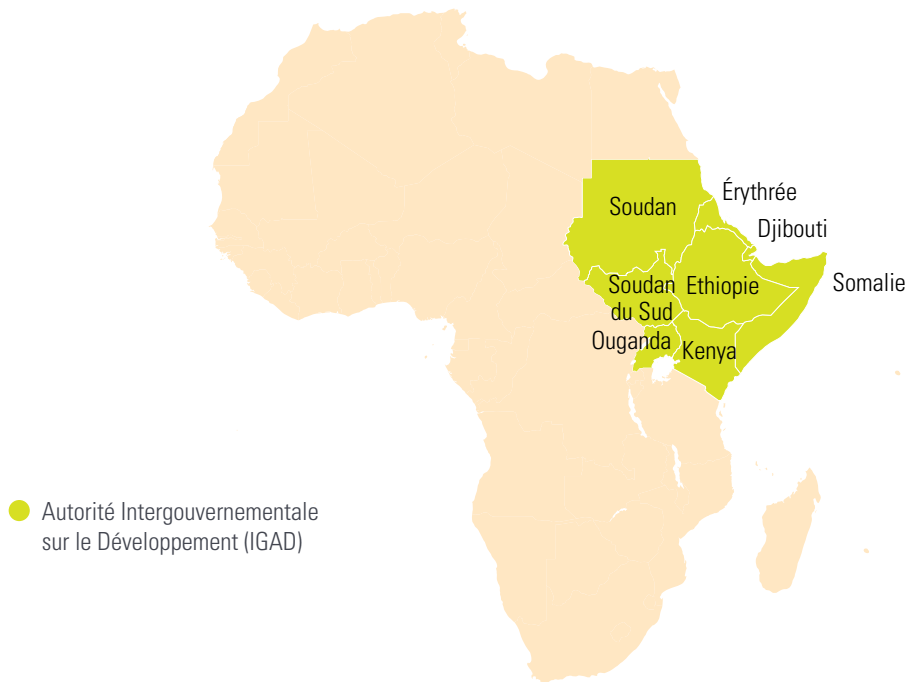 Érythrée
Soudan
Djibouti
Somalie
Soudan
du Sud
Ethiopie
Ouganda
Kenya
Autorité Intergouvernementale
sur le Développement (IGAD)